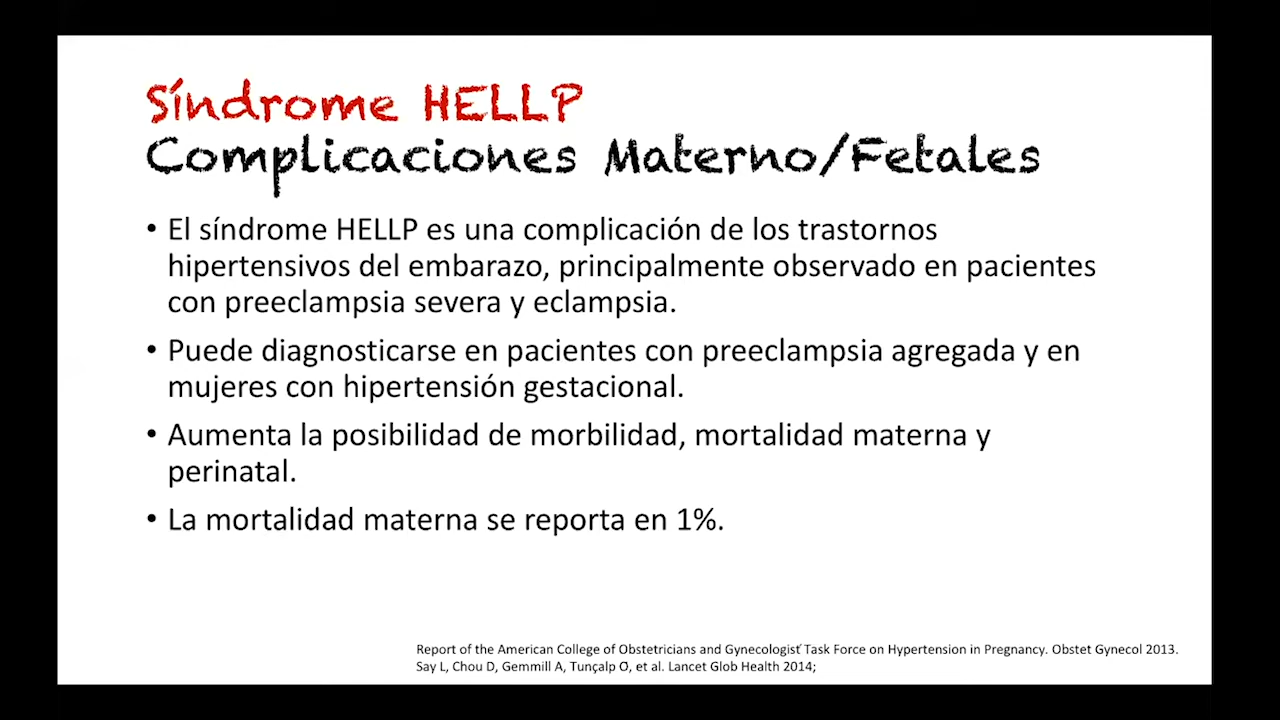 Síndrome HELLP
Complicaciones Materno/Fetales
• El síndrome HELLP es una complicación de los trastornos
hipertensivos del embarazo, principalmente observado en pacientes
con preeclampsia severa y eclampsia.
• Puede diagnosticarse en pacientes con preeclampsia agregada y en
mujeres con hipertensión gestacional.
• Aumenta la posibilidad de morbilidad, mortalidad materna y
perinatal.
• La mortalidad materna se reporta en 1%.
Report of the American College of Obstetricians and Gynecologist´ Task Force on Hypertension in Pregnancy. Obstet Gynecol 2013.
Say L, Chou D, Gemmill A, Tunçalp O, et al. Lancet Glob Health 2014;